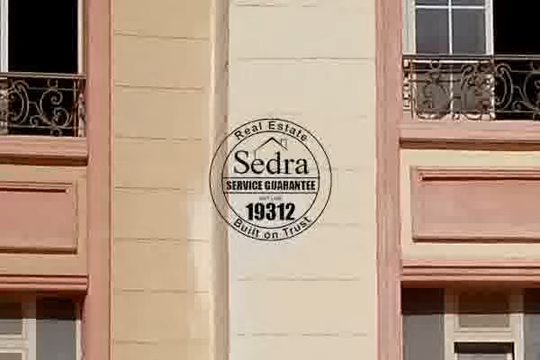 Real Estate
Sedra
SERVICE GUARANTEE
19312
Built on Trust